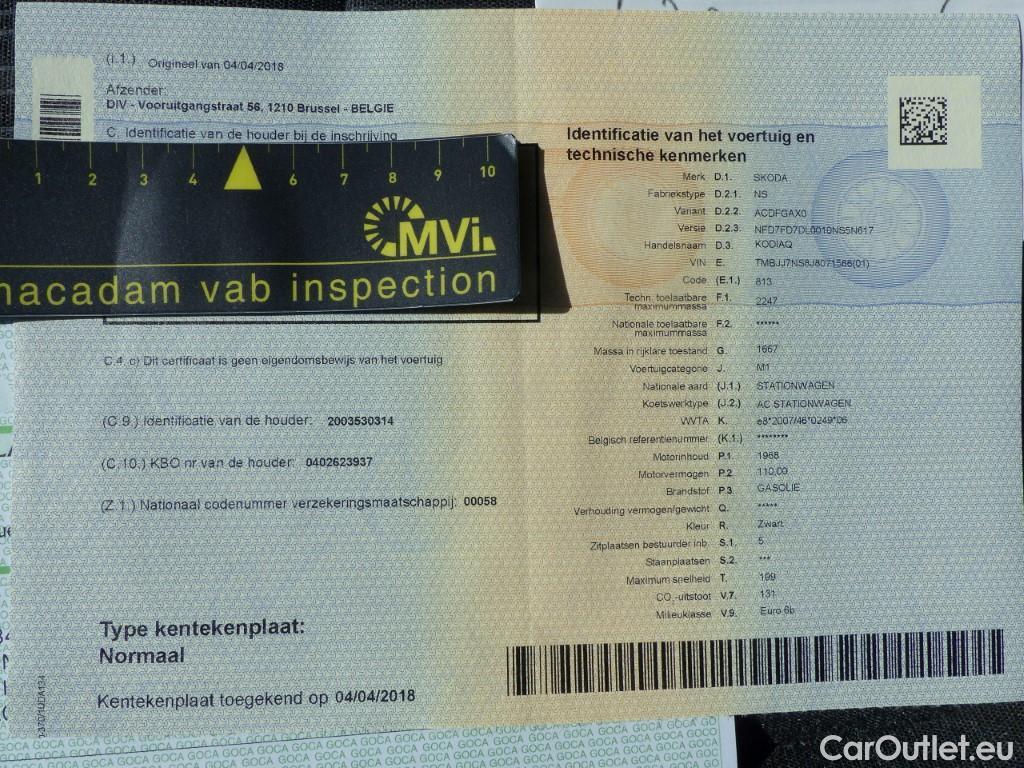 (I.1.) Origineel van 04/04/2018
Afzender:
DIV - Vooruitgangstraat 56, 1210 Brussel - BELGIE
C. Identificatie van de houder bij de inschrijving
1 2 3 4 6 7 8 9 10
MVi.
macadam vab inspection
C.4. c) Dit certificaat is geen eigendomsbewijs van het voertuig
(C.9.) Identificatie van de houder: 2003530314
(C.10.) KBO nr van de houder: 0402623937
(Z.1.) Nationaal codenummer verzekeringsmaatschappij: 00058
Type kentekenplaat:
Normaal
Kentekenplaat toegekend op 04/04/2018
Identificatie van het voertuig en
technische kenmerken
Merk D.1. SKODA
Fabriekstype D.2.1. NS
Variant D.2.2. ACDFGAX0
Versie D.2.3. NFD7FD7DL0010NS5N617
Handelsnaam D.3. KODIAQ
VIN E. TMBJJ7NS8J8071566(01)
Code (E.1.) 813
Techn. toelaatbare F.1. 2247
maximummassa
Nationale toelaatbare F.2. ******
maximummassa
Massa in rijklare toestand G. 1667
Voertuigcategorie J. M1
Nationale aard (J.1.) STATIONWAGEN
Koetswerktype (J.2.) AC STATIONWAGEN
WVTA K. e8*2007/46*0249*06
Belgisch referentienummer (K.1.) ********
Motorinhoud P.1. 1968
Motorvermogen P.2. 110,00
Brandstof P.3. GASOLIE
Verhouding vermogen/gewicht Q. *****
Kleur R. Zwart
Zitplaatsen bestuurder inb. S.1. 5
Staanplaatsen S.2. ***
Maximum snelheid T. 199
CO₂-uitstoot V.7. 131
Milieuklasse V.9. Euro 6b
GOCA GOCA GOCA GOCA GOCA GOCA GOCA GOCA
CarOutlet.eu